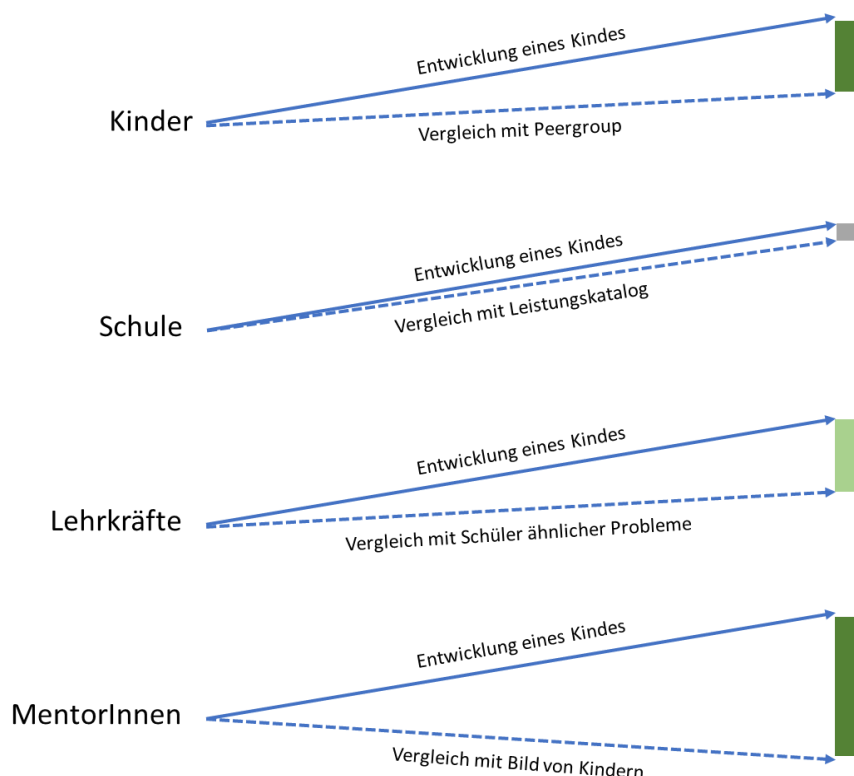 Entwicklung eines Kindes
Kinder
Vergleich mit Peergroup
Entwicklung eines Kindes
Schule
Vergleich mit Leistungskatalog
Entwicklung eines Kindes
Lehrkräfte
Vergleich mit Schüler ähnlicher Probleme
Entwicklung eines Kindes
MentorInnen
Vergleich mit Bild von Kindern